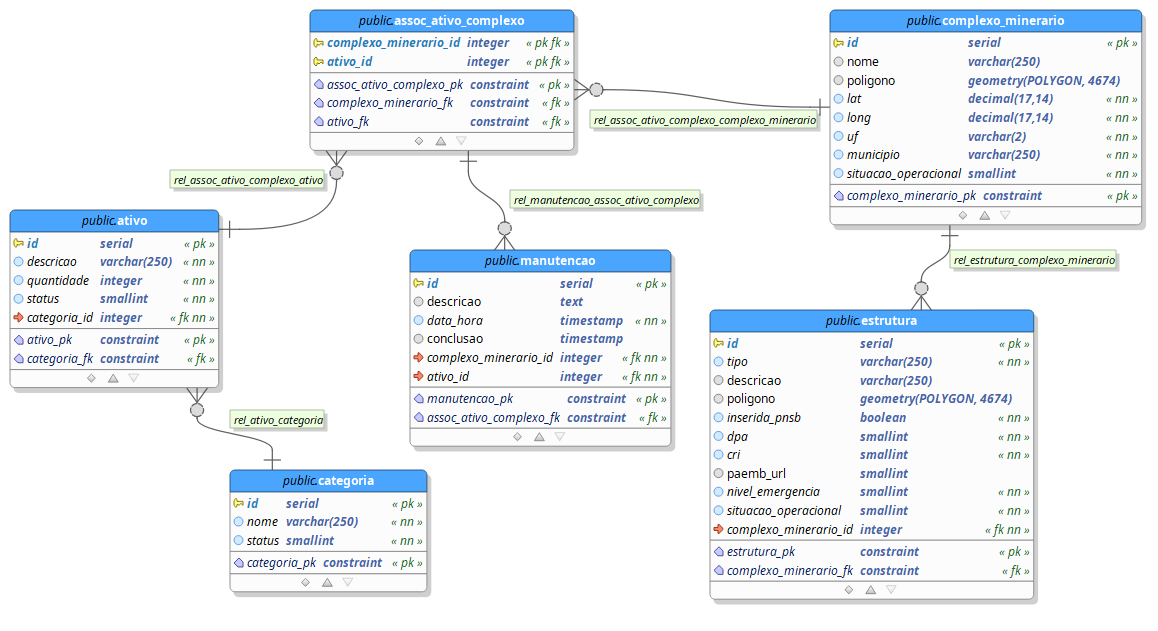 public.assoc_ativo_complexo
complexo_minerario_id integer « pk fk »
ativo_id integer « pk fk »
assoc_ativo_complexo_pk constraint « pk »
complexo_minerario_fk constraint « fk »
ativo_fk constraint « fk »
public.complexo_minerario
id serial « pk »
nome varchar(250)
poligono geometry(POLYGON, 4674)
lat decimal(17,14) « nn »
long decimal(17,14) « nn »
uf varchar(2) « nn »
municipio varchar(250) « nn »
situacao_operacional smallint « nn »
complexo_minerario_pk constraint « pk »
rel_assoc_ativo_complexo_complexo_minerario
rel_assoc_ativo_complexo_ativo
rel_manutencao_assoc_ativo_complexo
rel_estrutura_complexo_minerario
public.ativo
id serial « pk »
descricao varchar(250) « nn »
quantidade integer « nn »
status smallint « nn »
categoria_id integer « fk nn »
ativo_pk constraint « pk »
categoria_fk constraint « fk »
public.manutencao
id serial « pk »
descricao text
data_hora timestamp « nn »
conclusao timestamp
complexo_minerario_id integer « fk nn »
ativo_id integer « fk nn »
manutencao_pk constraint « pk »
assoc_ativo_complexo_fk constraint « fk »
public.estrutura
id serial « pk »
tipo varchar(250) « nn »
descricao varchar(250)
poligono geometry(POLYGON, 4674)
inserida_pnsb boolean « nn »
dpa smallint « nn »
cri smallint « nn »
paemb_url smallint
nivel_emergencia smallint « nn »
situacao_operacional smallint « nn »
complexo_minerario_id integer « fk nn »
estrutura_pk constraint « pk »
complexo_minerario_fk constraint « fk »
rel_ativo_categoria
public.categoria
id serial « pk »
nome varchar(250) « nn »
status smallint « nn »
categoria_pk constraint « pk »